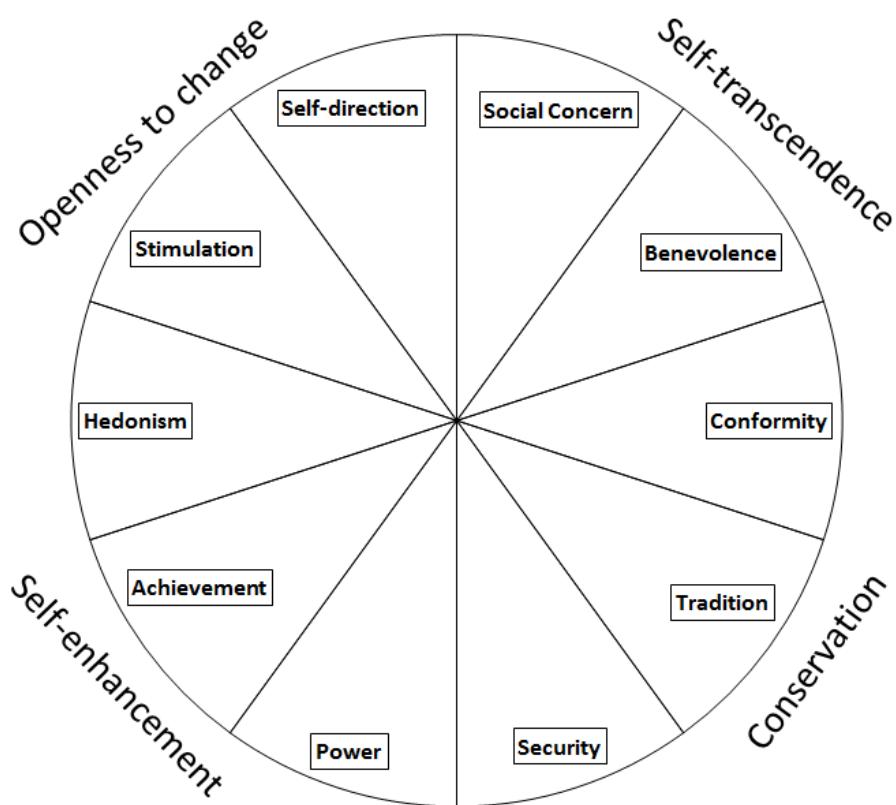 Openness to change
Self-transcendence
Self-direction
Social Concern
Stimulation
Benevolence
Hedonism
Conformity
Achievement
Tradition
Self-enhancement
Conservation
Power
Security